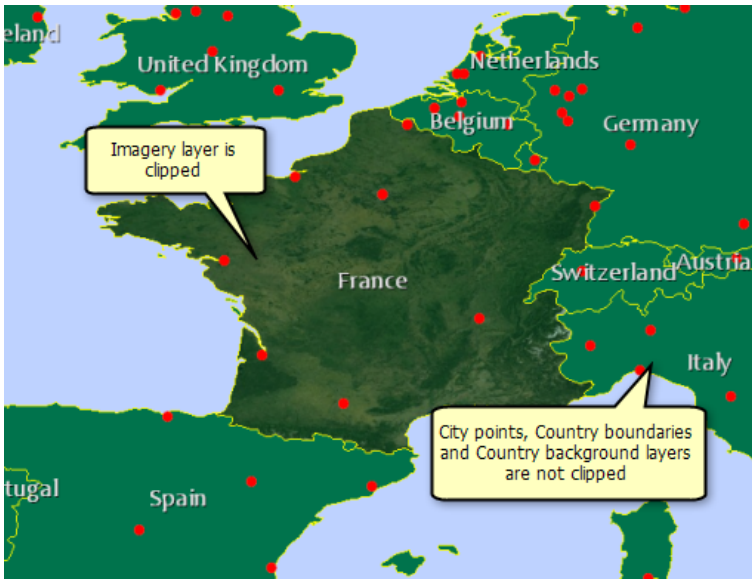 eland
United Kingdom
Netherlands
Belgium
Germany
Imagery layer is
clipped
France
Switzerland
Austria
Italy
City points, Country boundaries
and Country background layers
are not clipped
tugal
Spain